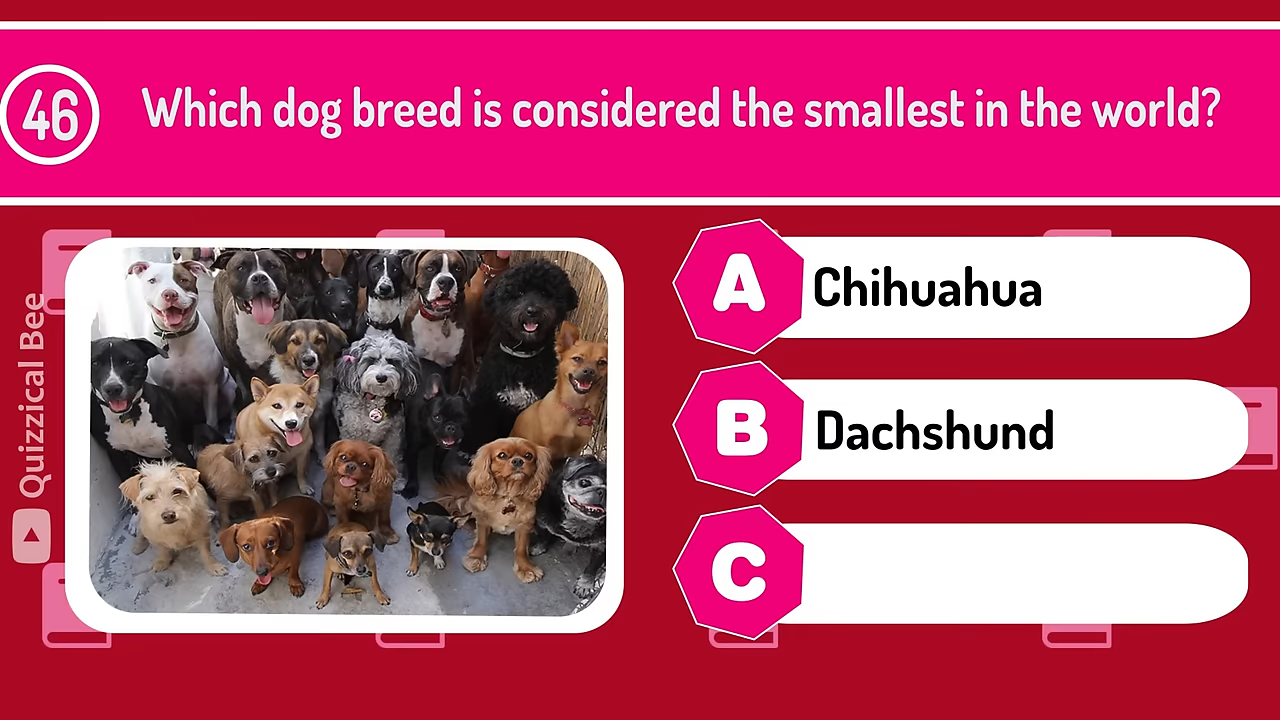 46
Which dog breed is considered the smallest in the world?
Quizzical Bee
A
Chihuahua
B
Dachshund
C